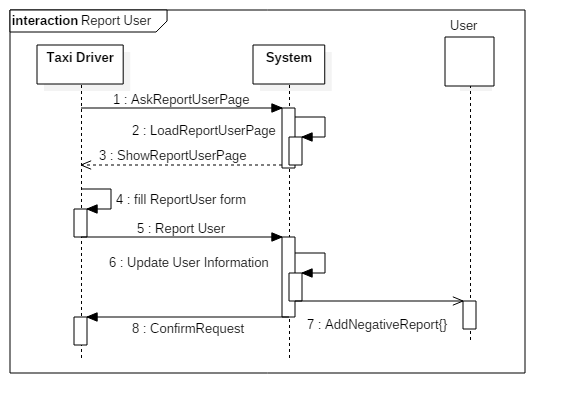 interaction Report User
User
Taxi Driver
System
1 : AskReportUserPage
2 : LoadReportUserPage
3 : ShowReportUserPage
4 : fill ReportUser form
5 : Report User
6 : Update User Information
7 : AddNegativeReport{}
8 : ConfirmRequest